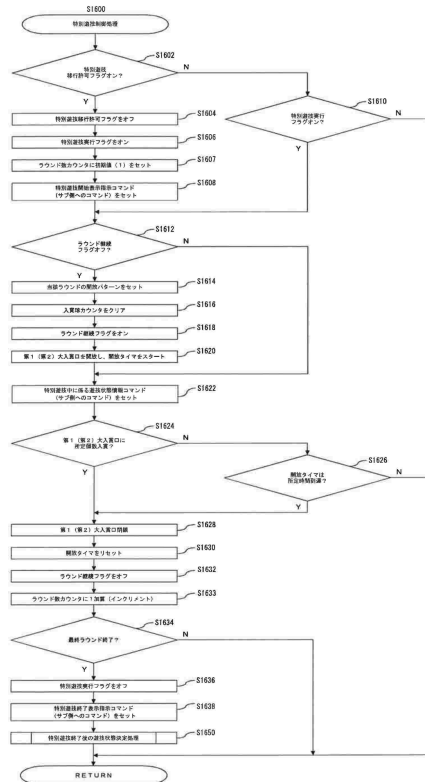 S1600
特別遊技制御処理
S1602
特別遊技
移行許可フラグオン?
N
Y
S1604
特別遊技移行許可フラグをオフ
S1606
特別遊技実行フラグをオン
S1607
ラウンド数カウンタに初期値(1)をセット
S1608
特別遊技開始表示指示コマンド
(サブ側へのコマンド)をセット
S1610
特別遊技実行
フラグオン?
N
Y
S1612
ラウンド継続
フラグオフ?
N
Y
S1614
当該ラウンドの開放パターンをセット
S1616
入賞球カウンタをクリア
S1618
ラウンド継続フラグをオン
S1620
第1(第2)大入賞口を開放し、開放タイマをスタート
S1622
特別遊技中に係る遊技状態情報コマンド
(サブ側へのコマンド)をセット
S1624
第1(第2)大入賞口に
所定個数入賞?
N
Y
S1626
開放タイマは
所定時間到達?
N
Y
S1628
第1(第2)大入賞口閉鎖
S1630
開放タイマをリセット
S1632
ラウンド継続フラグをオフ
S1633
ラウンド数カウンタに1加算(インクリメント)
S1634
最終ラウンド終了?
N
Y
S1636
特別遊技実行フラグをオフ
S1638
特別遊技終了表示指示コマンド
(サブ側へのコマンド)をセット
S1650
特別遊技終了後の遊技状態決定処理
RETURN